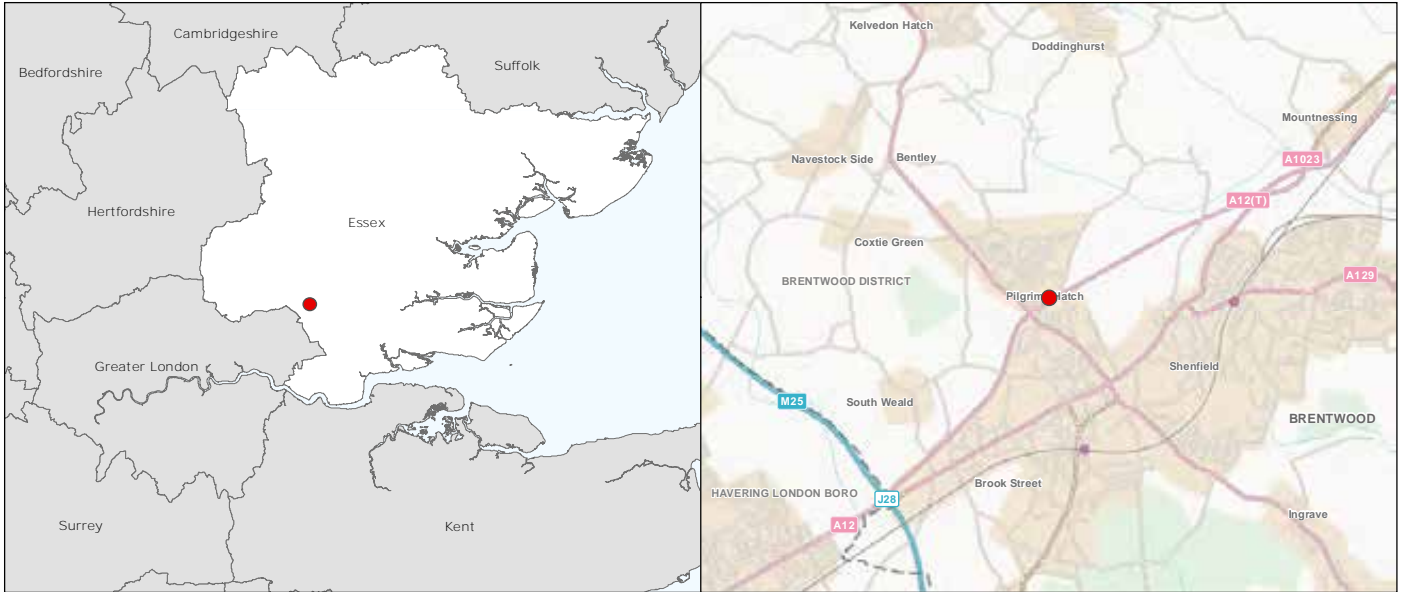 Cambridgeshire
Bedfordshire
Suffolk
Hertfordshire
Essex
Greater London
Surrey
Kent
Kelvedon Hatch
Doddinghurst
Mountnessing
Navestock Side
Bentley
A1023
A12(T)
Coxtie Green
A129
BRENTWOOD DISTRICT
Pilgrim Hatch
Shenfield
M25
South Weald
BRENTWOOD
Brook Street
HAVERING LONDON BORO
J28
Ingrave
A12